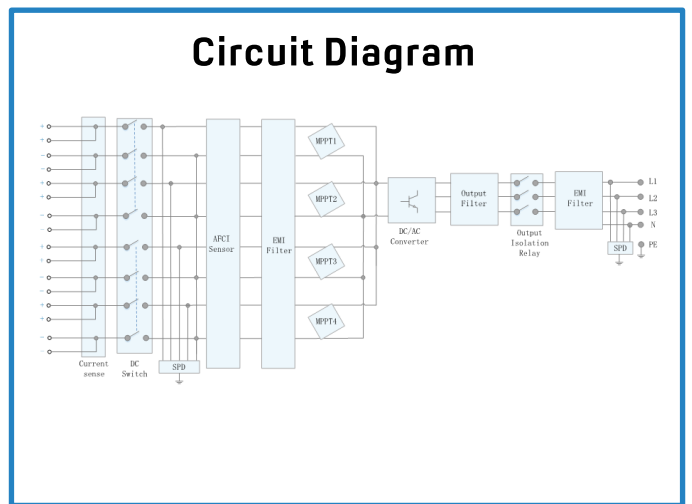 Circuit Diagram
+
+
−
−
+
+
−
−
+
+
−
−
+
+
−
−
Current
sense
DC
Switch
SPD
AFCI
Sensor
EMI
Filter
MPPT1
MPPT2
MPPT3
MPPT4
DC/AC
Converter
Output
Filter
Output
Isolation
Relay
EMI
Filter
L1
L2
L3
N
PE
SPD